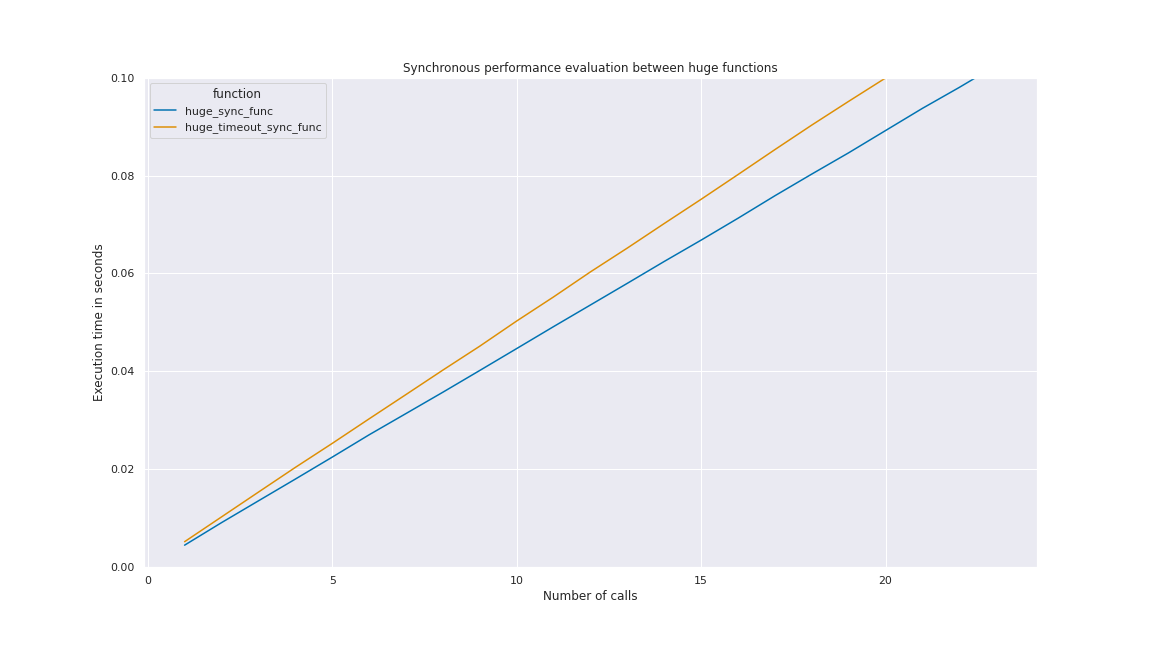 Synchronous performance evaluation between huge functions
function
huge_sync_func
huge_timeout_sync_func
Execution time in seconds
0.10
0.08
0.06
0.04
0.02
0.00
0
5
10
15
20
Number of calls